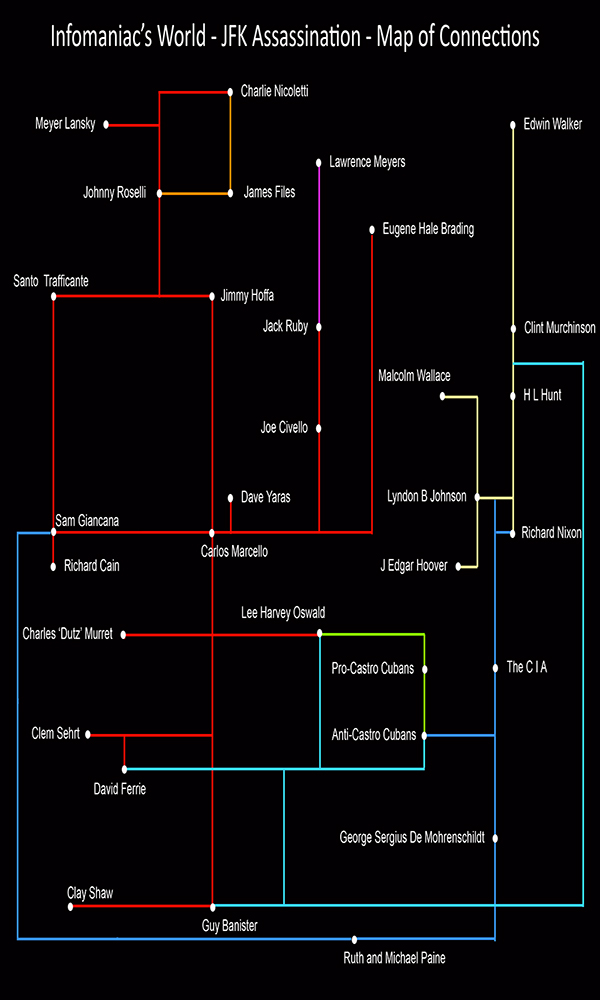 Infomaniac's World - JFK Assassination - Map of Connections
Charlie Nicoletti
Meyer Lansky
Edwin Walker
Lawrence Meyers
Johnny Roselli
James Files
Eugene Hale Brading
Santo Trafficante
Jimmy Hoffa
Jack Ruby
Clint Murchinson
Malcolm Wallace
H L Hunt
Joe Civello
Dave Yaras
Lyndon B Johnson
Sam Giancana
Richard Nixon
Carlos Marcello
Richard Cain
J Edgar Hoover
Lee Harvey Oswald
Charles 'Dutz' Murret
Pro-Castro Cubans
The C I A
Clem Sehrt
Anti-Castro Cubans
David Ferrie
George Sergius De Mohrenschildt
Clay Shaw
Guy Banister
Ruth and Michael Paine